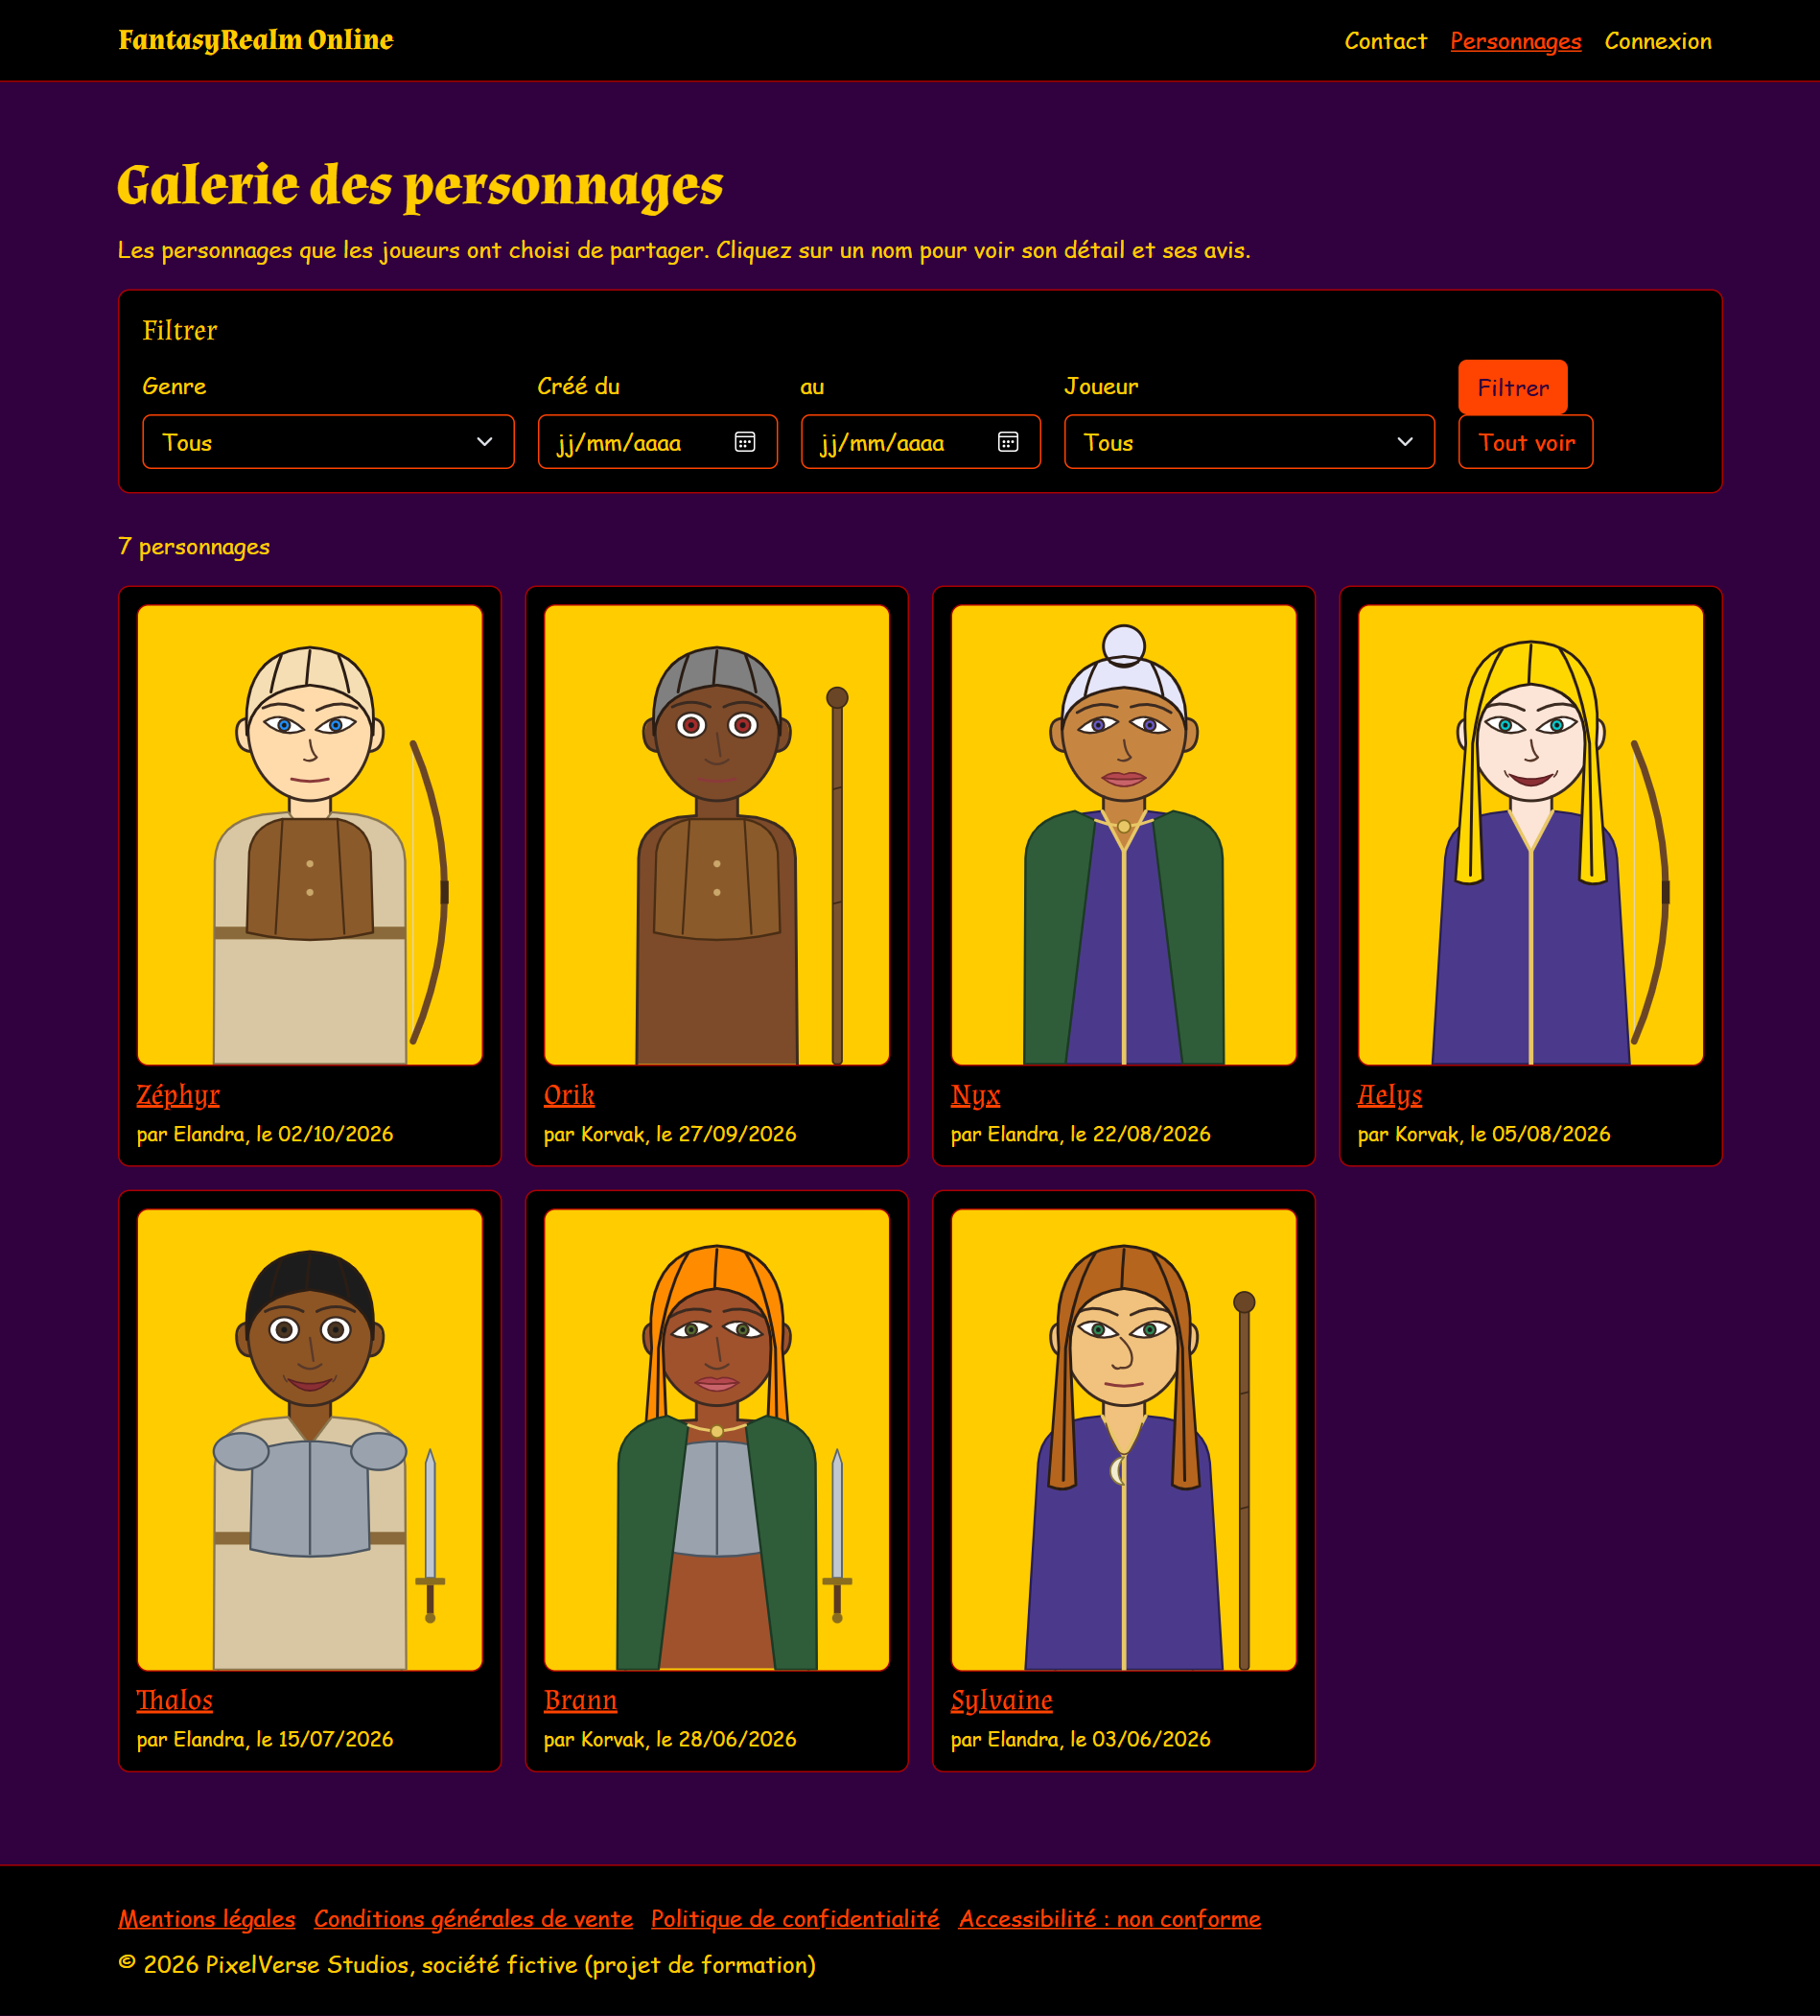 FantasyRealm Online
Contact Personnages Connexion
Galerie des personnages
Les personnages que les joueurs ont choisi de partager. Cliquez sur un nom pour voir son détail et ses avis.
Filtrer
Genre Créé du au Joueur Filtrer
Tous jj/mm/aaaa jj/mm/aaaa Tous Tout voir
7 personnages
Zéphyr Orik Nyx Aelys
par Elandra, le 02/10/2026 par Korvak, le 27/09/2026 par Elandra, le 22/08/2026 par Korvak, le 05/08/2026
Thalos Brann Sylvaine
par Elandra, le 15/07/2026 par Korvak, le 28/06/2026 par Elandra, le 03/06/2026
Mentions légales Conditions générales de vente Politique de confidentialité Accessibilité : non conforme
© 2026 PixelVerse Studios, société fictive (projet de formation)